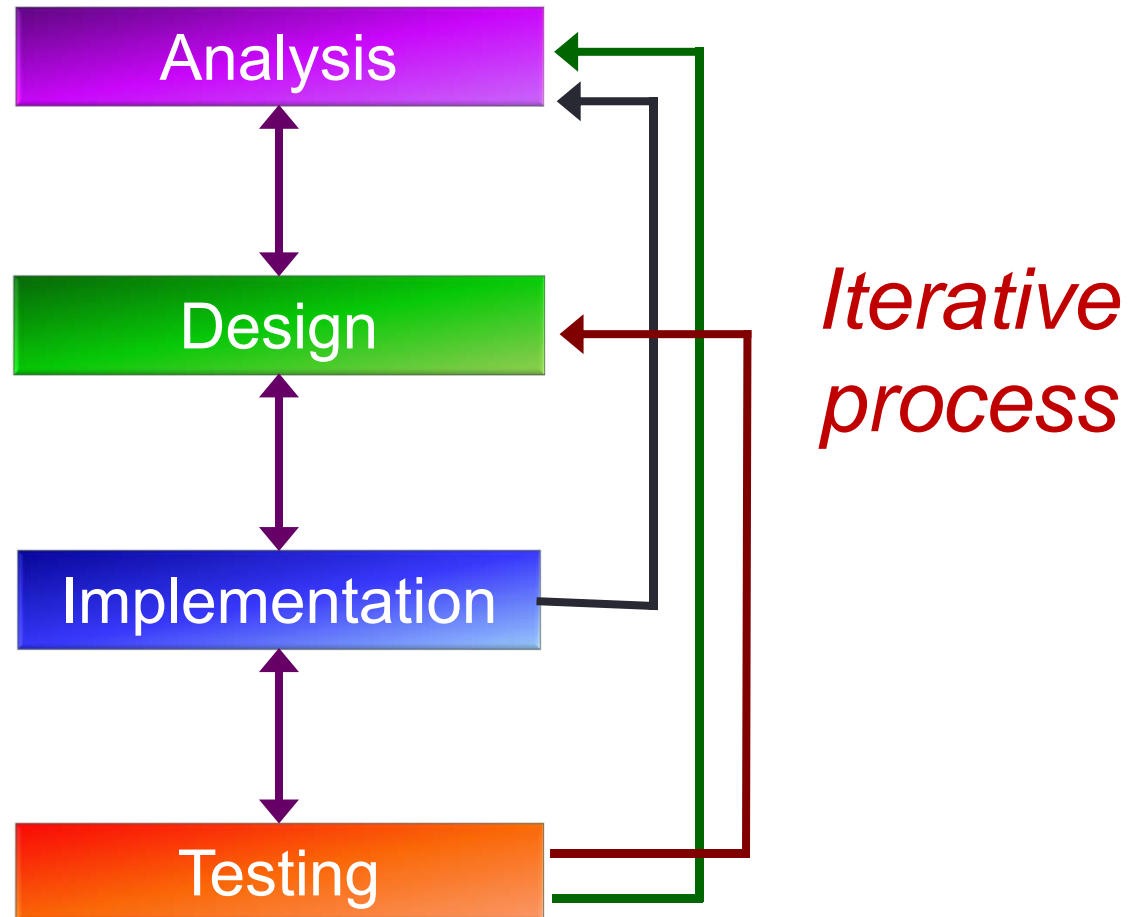 Analysis
Design
Iterative
process
Implementation
Testing